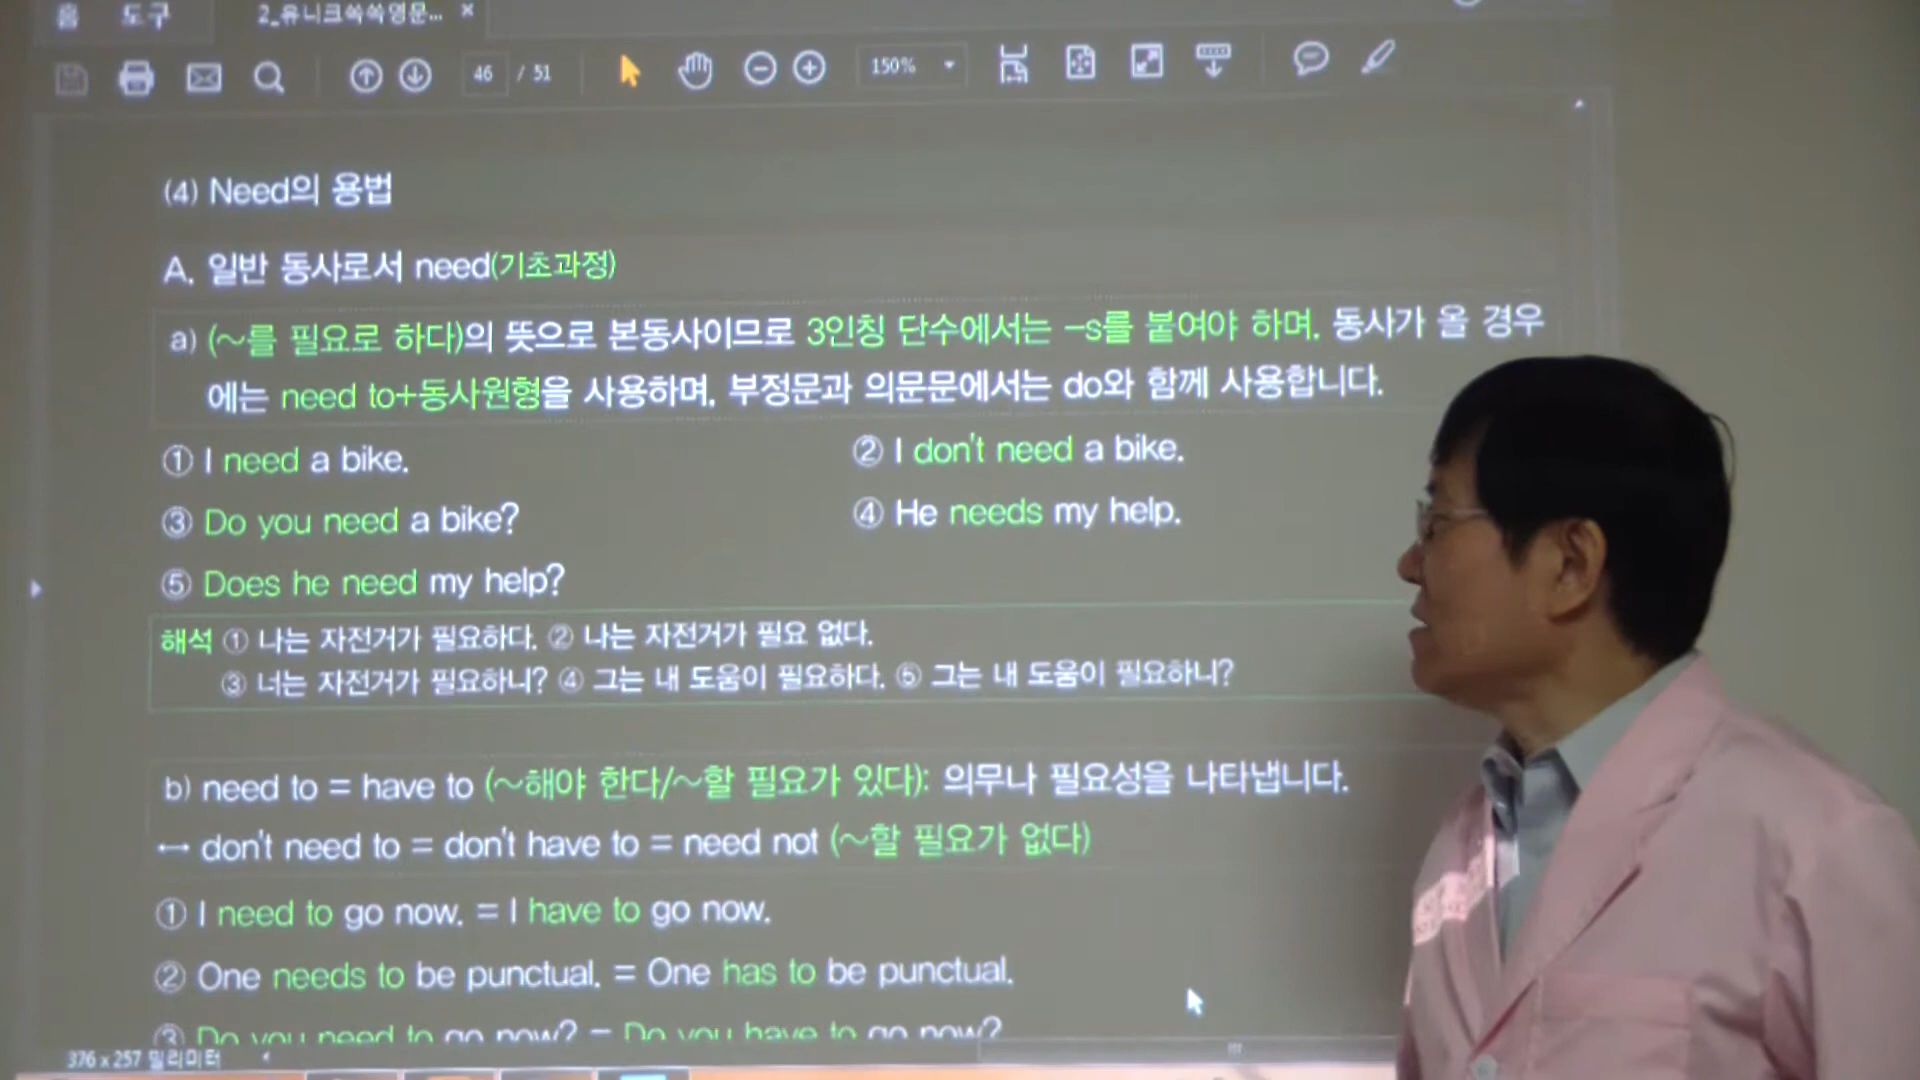 홈 도구 2_유니크쏙쏙영문... ×
46 / 51 150%
(4) Need의 용법
A. 일반 동사로서 need(기초과정)
a) (~를 필요로 하다)의 뜻으로 본동사이므로 3인칭 단수에서는 -s를 붙여야 하며, 동사가 올 경우
에는 need to+동사원형을 사용하며, 부정문과 의문문에서는 do와 함께 사용합니다.
① I need a bike. ② I don't need a bike.
③ Do you need a bike? ④ He needs my help.
⑤ Does he need my help?
해석 ① 나는 자전거가 필요하다. ② 나는 자전거가 필요 없다.
③ 너는 자전거가 필요하니? ④ 그는 내 도움이 필요하다. ⑤ 그는 내 도움이 필요하니?
b) need to = have to (~해야 한다/~할 필요가 있다): 의무나 필요성을 나타냅니다.
↔ don't need to = don't have to = need not (~할 필요가 없다)
① I need to go now. = I have to go now.
② One needs to be punctual. = One has to be punctual.
③ Do you need to go now? = Do you have to go now?
376 x 257 밀리미터